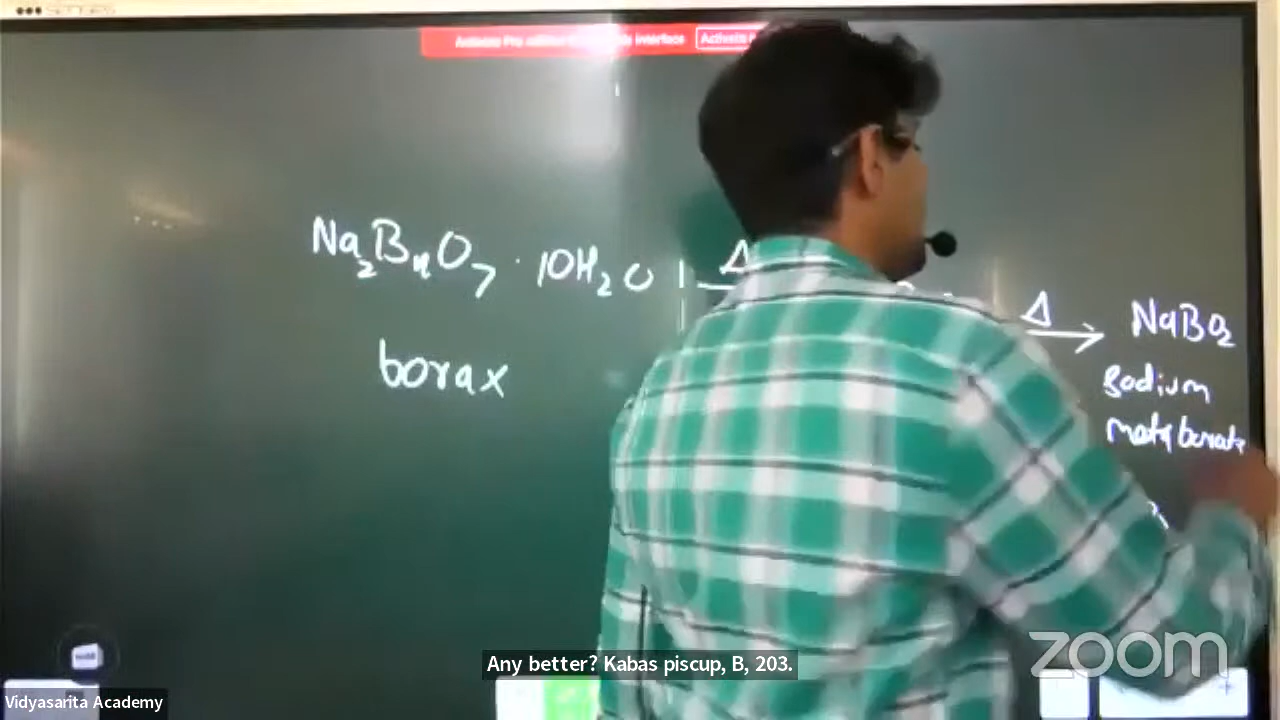 Na₂B₄O₇ · 10H₂O Δ Δ → NaBO₂
borax
sodium
metaborate
Any better? Kabas piscup, B, 203.
zoom
Vidyasarita Academy